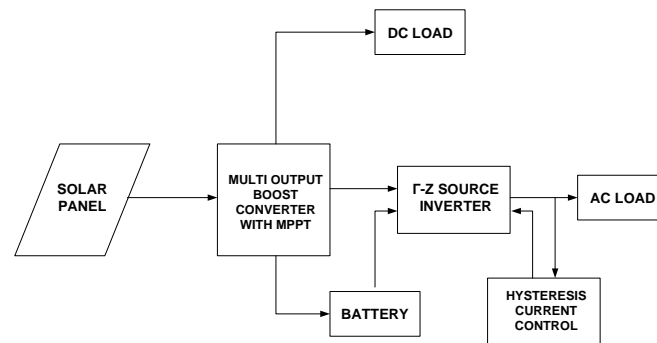 DC LOAD
SOLAR
PANEL
MULTI OUTPUT
BOOST
CONVERTER
WITH MPPT
Γ-Z SOURCE
INVERTER
AC LOAD
BATTERY
HYSTERESIS
CURRENT
CONTROL